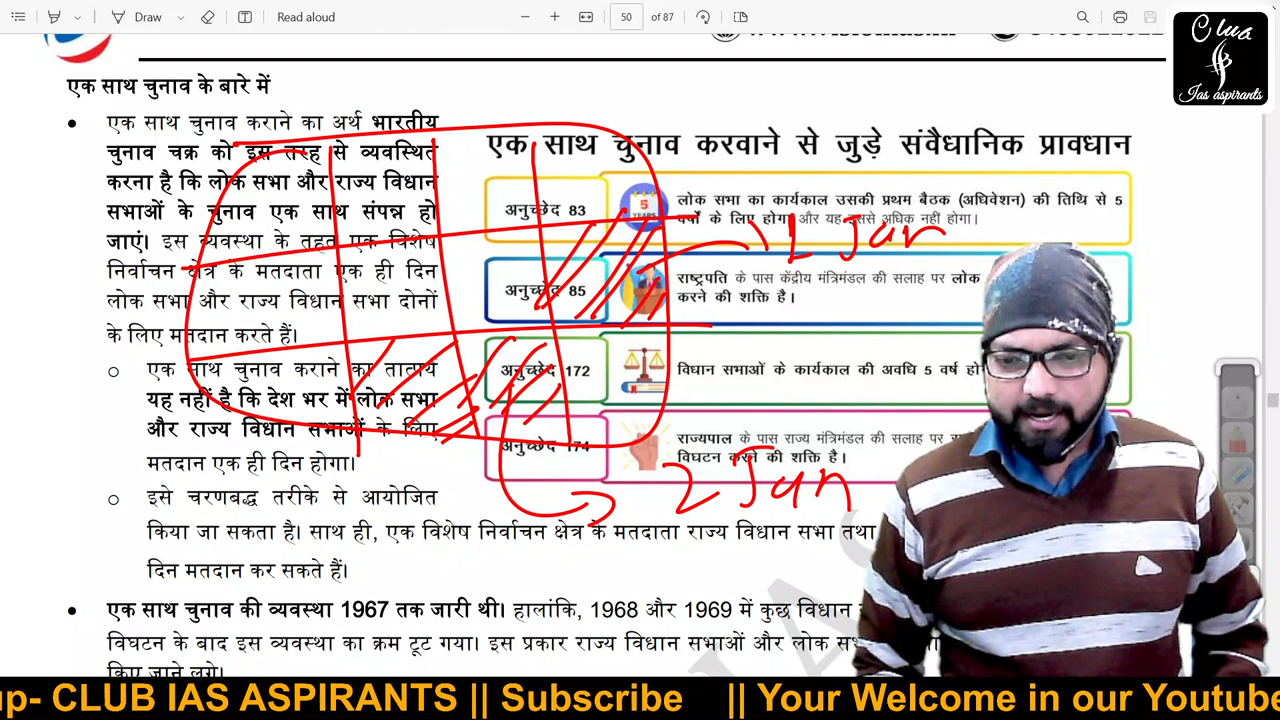 Draw
Read aloud
50
of 87
Clua
Ias aspirants
एक साथ चुनाव के बारे में
एक साथ चुनाव कराने का अर्थ भारतीय
चुनाव चक्र को इस तरह से व्यवस्थित
करना है कि लोक सभा और राज्य विधान
सभाओं के चुनाव एक साथ संपन्न हो
जाएं। इस व्यवस्था के तहत एक विशेष
निर्वाचन क्षेत्र के मतदाता एक ही दिन
लोक सभा और राज्य विधान सभा दोनों
के लिए मतदान करते हैं।
एक साथ चुनाव कराने का तात्पर्य
यह नहीं है कि देश भर में लोक सभा
और राज्य विधान सभाओं के लिए
मतदान एक ही दिन होगा।
इसे चरणबद्ध तरीके से आयोजित
किया जा सकता है। साथ ही, एक विशेष निर्वाचन क्षेत्र के मतदाता राज्य विधान सभा तथा
दिन मतदान कर सकते हैं।
एक साथ चुनाव की व्यवस्था 1967 तक जारी थी। हालांकि, 1968 और 1969 में कुछ विधान
विघटन के बाद इस व्यवस्था का क्रम टूट गया। इस प्रकार राज्य विधान सभाओं और लोक
किए जाने लगे।
एक साथ चुनाव करवाने से जुड़े संवैधानिक प्रावधान
अनुच्छेद 83
5
YEARS
लोक सभा का कार्यकाल उसकी प्रथम बैठक (अधिवेशन) की तिथि से 5
वर्षों के लिए होगा और यह इससे अधिक नहीं होगा।
1 Jan
अनुच्छेद 85
राष्ट्रपति के पास केंद्रीय मंत्रिमंडल की सलाह पर लोक
करने की शक्ति है।
अनुच्छेद 172
विधान सभाओं के कार्यकाल की अवधि 5 वर्ष
अनुच्छेद 174
राज्यपाल के पास राज्य मंत्रिमंडल की सलाह पर
विघटन करने की शक्ति है।
2 Jan
up- CLUB IAS ASPIRANTS || Subscribe || Your Welcome in our Youtube